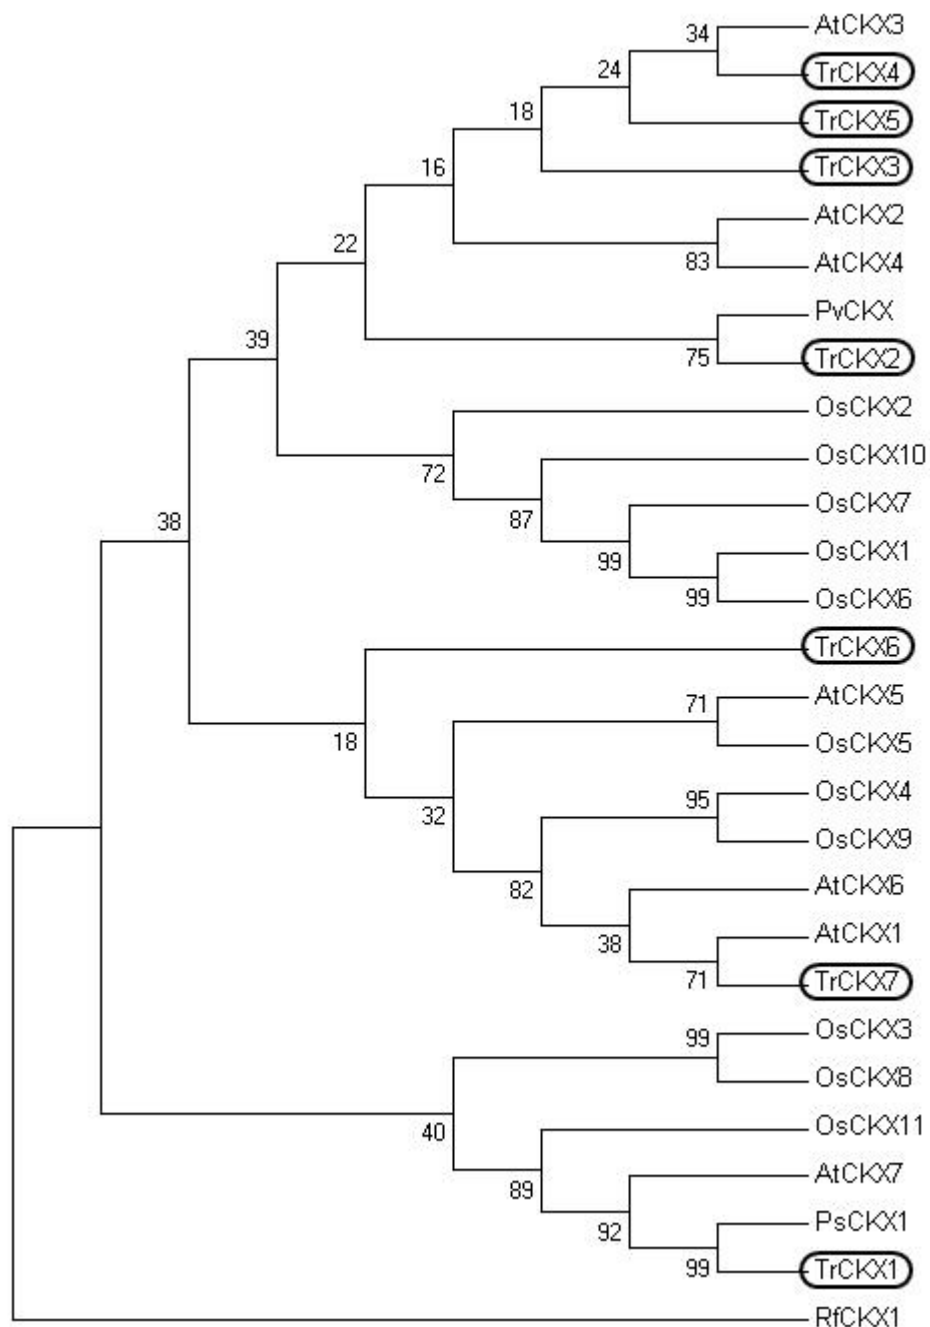 AtCKX3
34
TrCKX4
24
TrCKX5
18
TrCKX3
16
AtCKX2
22
83
AtCKX4
PvCKX
39
75
TrCKX2
OsCKX2
72
OsCKX10
87
OsCKX7
38
99
OsCKX1
99
OsCKX6
TrCKX6
71
AtCKX5
18
OsCKX5
95
OsCKX4
32
OsCKX9
82
AtCKX6
38
AtCKX1
71
TrCKX7
99
OsCKX3
OsCKX8
40
OsCKX11
89
AtCKX7
92
PsCKX1
99
TrCKX1
RfCKX1